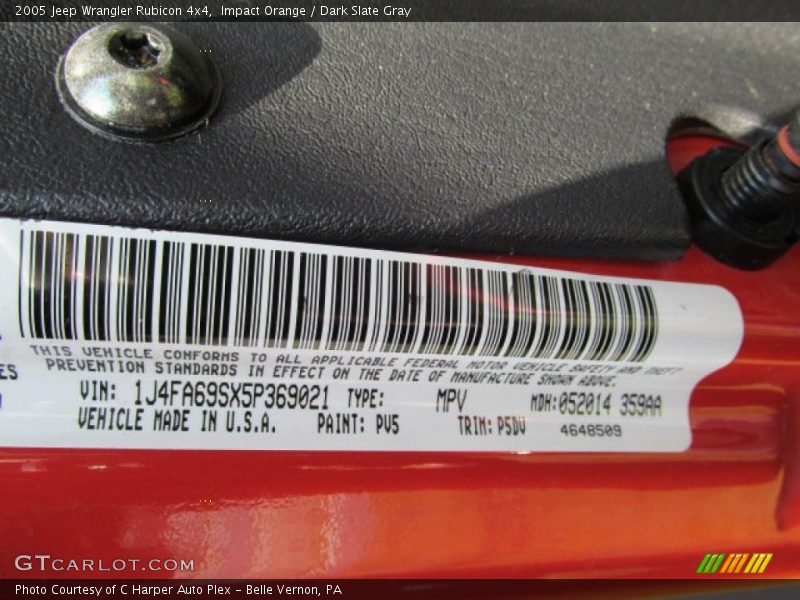 2005 Jeep Wrangler Rubicon 4x4, Impact Orange / Dark Slate Gray
THIS VEHICLE CONFORMS TO ALL APPLICABLE FEDERAL MOTOR VEHICLE SAFETY AND THEFT
PREVENTION STANDARDS IN EFFECT ON THE DATE OF MANUFACTURE SHOWN ABOVE.
ES
VIN: 1J4FA69SX5P369021 TYPE: MPV MDH:052014 359AA
VEHICLE MADE IN U.S.A. PAINT: PV5 TRIM: P5DV 4648509
GTCARLOT.COM
Photo Courtesy of C Harper Auto Plex - Belle Vernon, PA